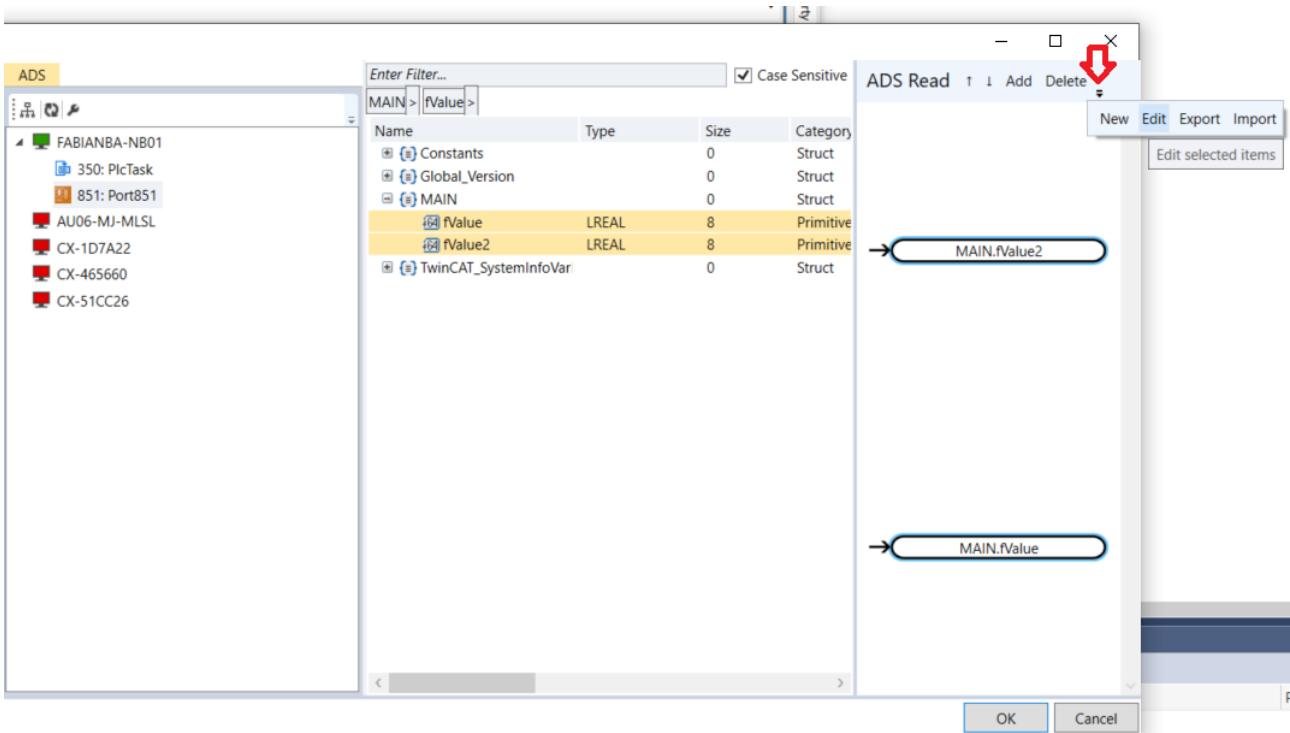 ADS
FABIANBA-NB01
350: PlcTask
851: Port851
AU06-MJ-MLSL
CX-1D7A22
CX-465660
CX-51CC26
Enter Filter...
Case Sensitive
MAIN > fValue >
Name Type Size Category
Constants 0 Struct
Global_Version 0 Struct
MAIN 0 Struct
fValue LREAL 8 Primitive
fValue2 LREAL 8 Primitive
TwinCAT_SystemInfoVar 0 Struct
ADS Read ↑ ↓ Add Delete
New Edit Export Import
Edit selected items
MAIN.fValue2
MAIN.fValue
OK Cancel